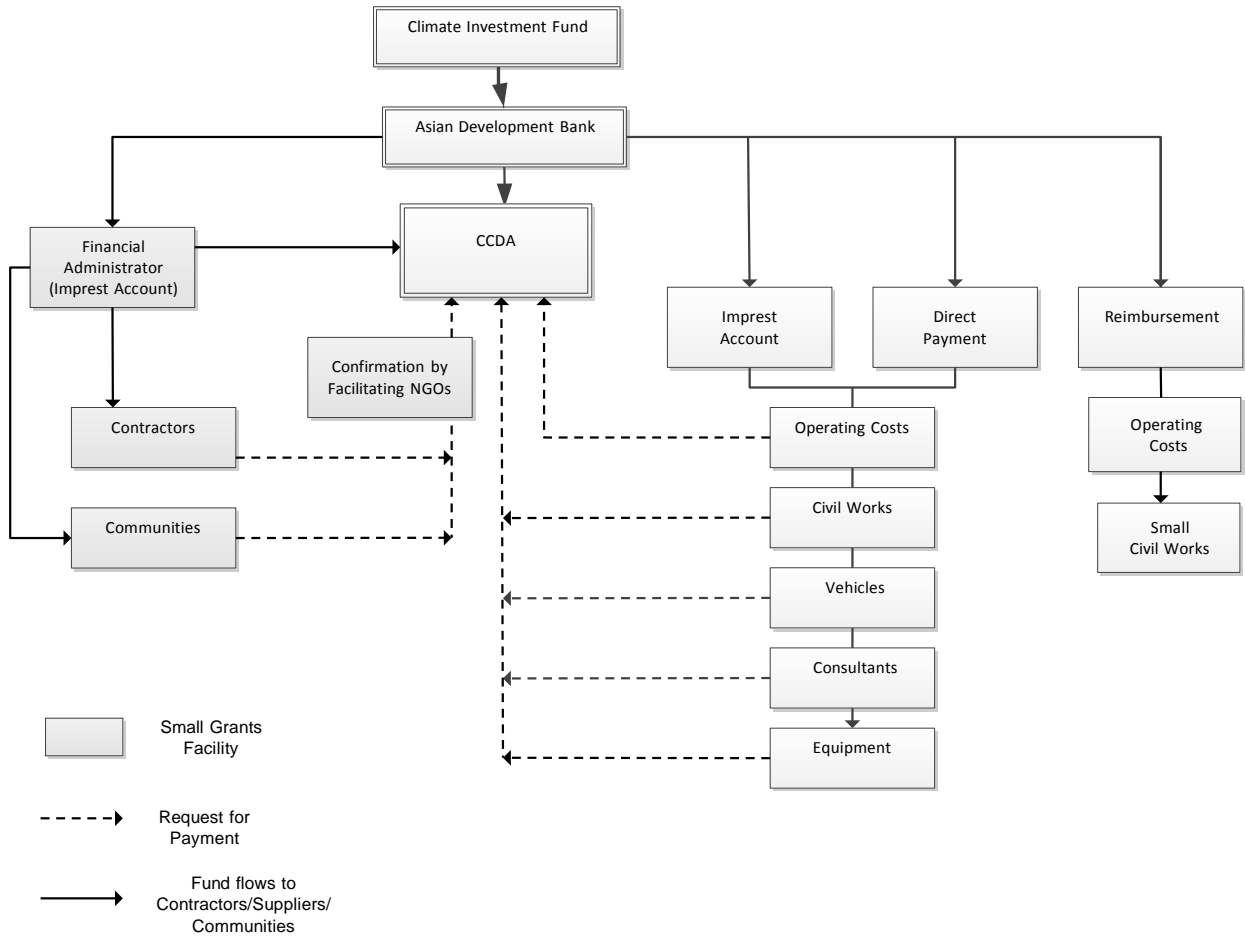 Climate Investment Fund
Asian Development Bank
CCDA
Financial
Administrator
(Imprest Account)
Imprest
Account
Direct
Payment
Reimbursement
Confirmation by
Facilitating NGOs
Contractors
Communities
Operating Costs
Civil Works
Vehicles
Consultants
Equipment
Operating
Costs
Small
Civil Works
Small Grants
Facility
Request for
Payment
Fund flows to
Contractors/Suppliers/
Communities